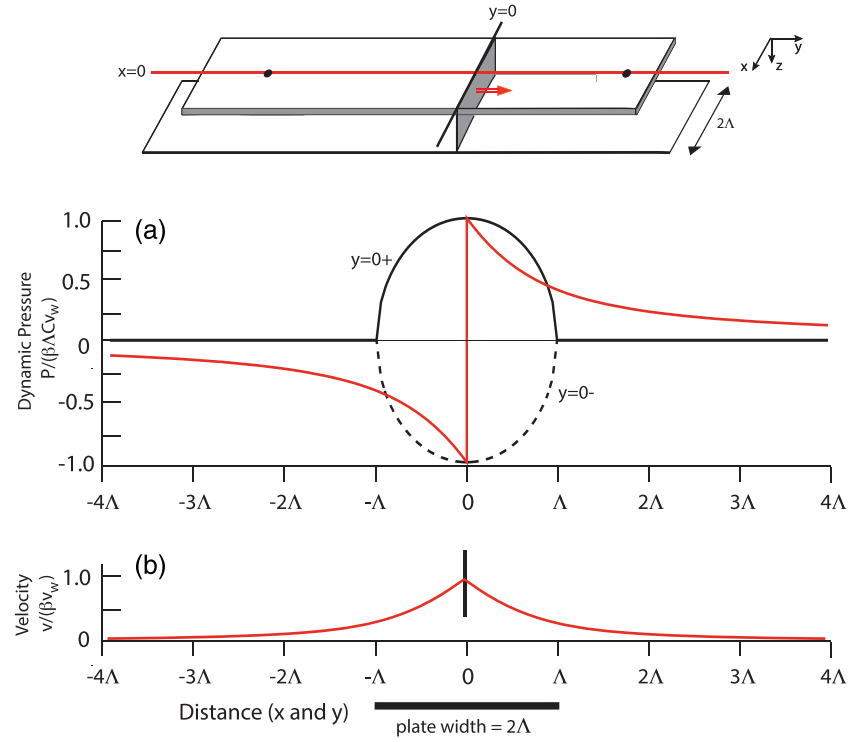 y=0
x=0
y
x
z
2Λ
(a)
1.0
0.5
0
-0.5
-1.0
Dynamic Pressure
P/(βΛCv_w)
y=0+
y=0-
-4Λ -3Λ -2Λ -Λ 0 Λ 2Λ 3Λ 4Λ
(b)
1.0
0
Velocity
v/(βv_w)
-4Λ -3Λ -2Λ -Λ 0 Λ 2Λ 3Λ 4Λ
Distance (x and y)
plate width = 2Λ